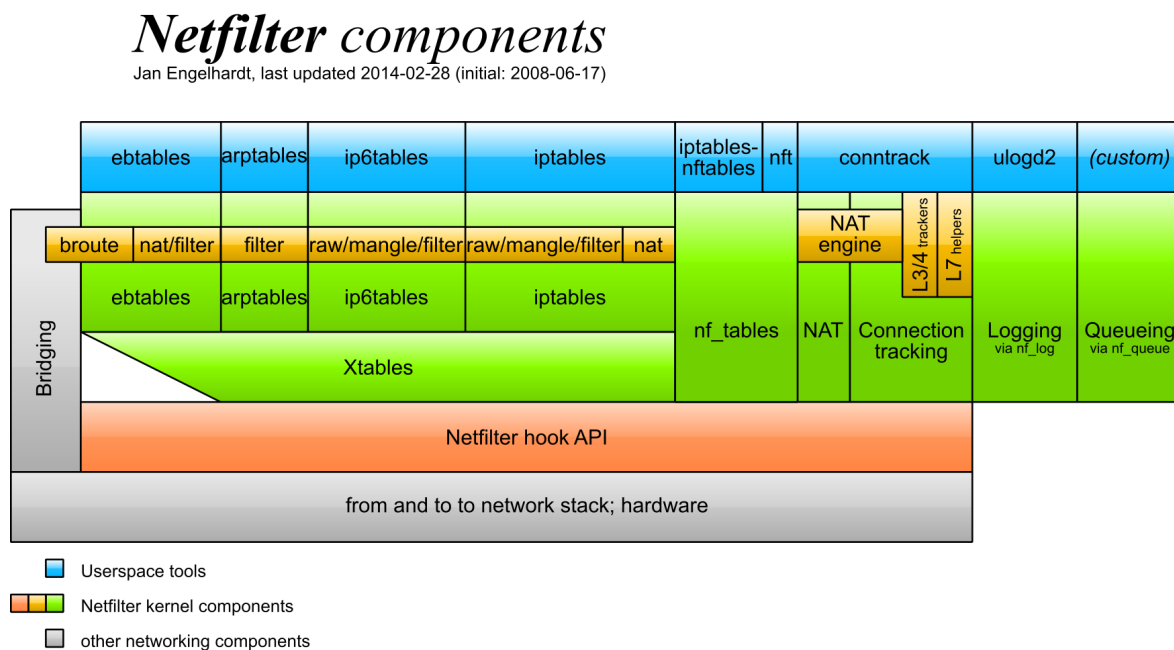 Netfilter components
Jan Engelhardt, last updated 2014-02-28 (initial: 2008-06-17)
ebtables
arptables
ip6tables
iptables
iptables-
nftables
nft
conntrack
ulogd2
(custom)
broute
nat/filter
filter
raw/mangle/filter
raw/mangle/filter
nat
NAT
engine
L3/4 trackers
L7 helpers
ebtables
arptables
ip6tables
iptables
nf_tables
NAT
Connection
tracking
Logging
via nf_log
Queueing
via nf_queue
Bridging
Xtables
Netfilter hook API
from and to to network stack; hardware
Userspace tools
Netfilter kernel components
other networking components